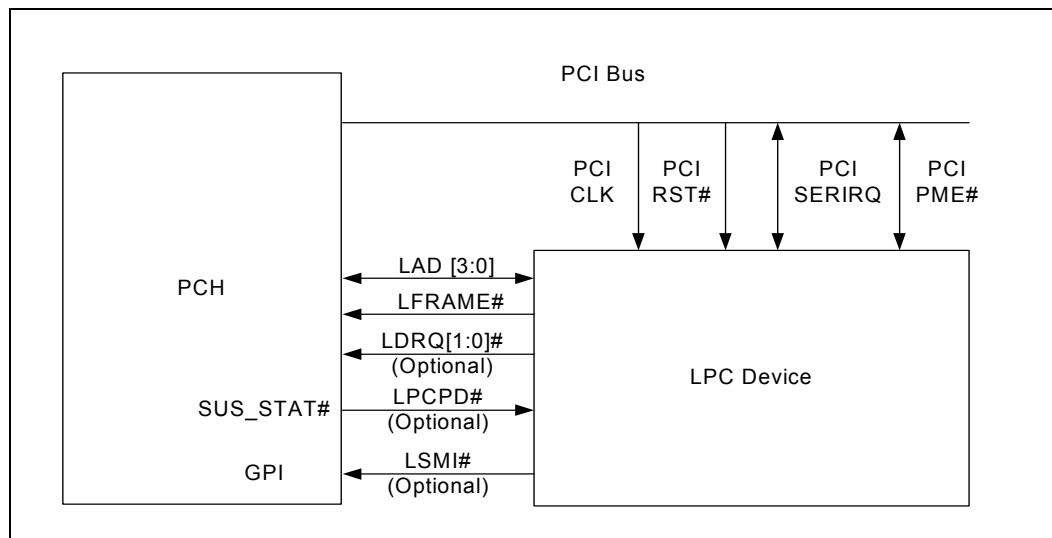 PCI Bus
PCI
CLK
PCI
RST#
PCI
SERIRQ
PCI
PME#
LAD [3:0]
PCH
LFRAME#
LDRQ[1:0]#
(Optional)
LPC Device
SUS_STAT#
LPCPD#
(Optional)
GPI
LSMI#
(Optional)